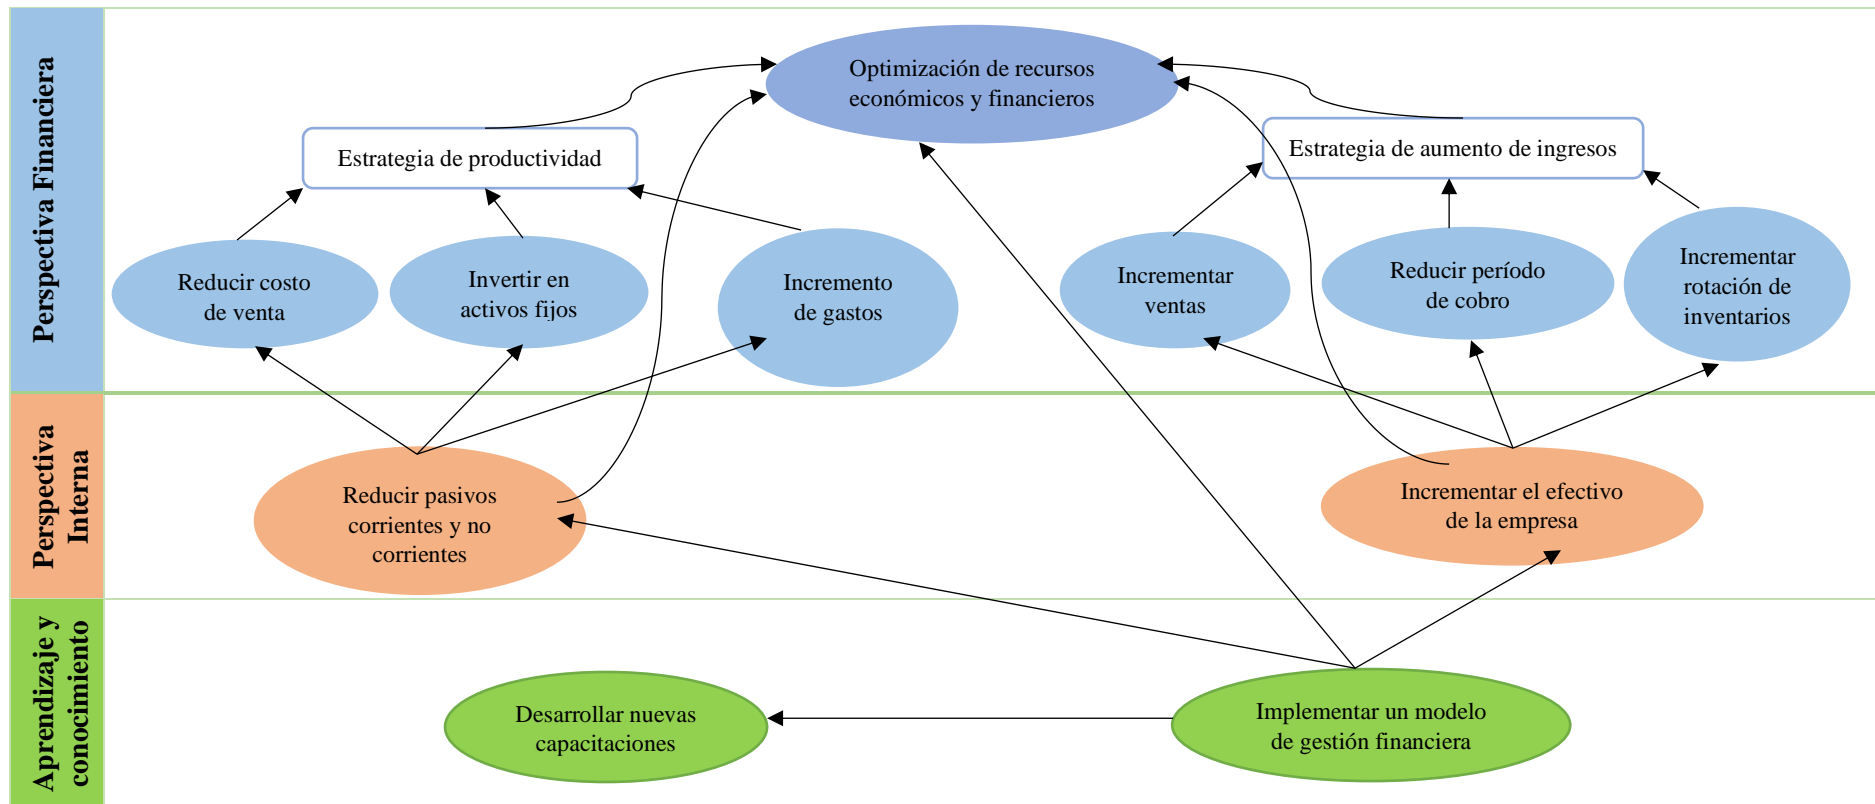 Perspectiva Financiera
Optimización de recursos
económicos y financieros
Estrategia de productividad
Estrategia de aumento de ingresos
Reducir costo
de venta
Invertir en
activos fijos
Incremento
de gastos
Incrementar
ventas
Reducir período
de cobro
Incrementar
rotación de
inventarios
Perspectiva
Interna
Reducir pasivos
corrientes y no
corrientes
Incrementar el efectivo
de la empresa
Aprendizaje y
conocimiento
Desarrollar nuevas
capacitaciones
Implementar un modelo
de gestión financiera